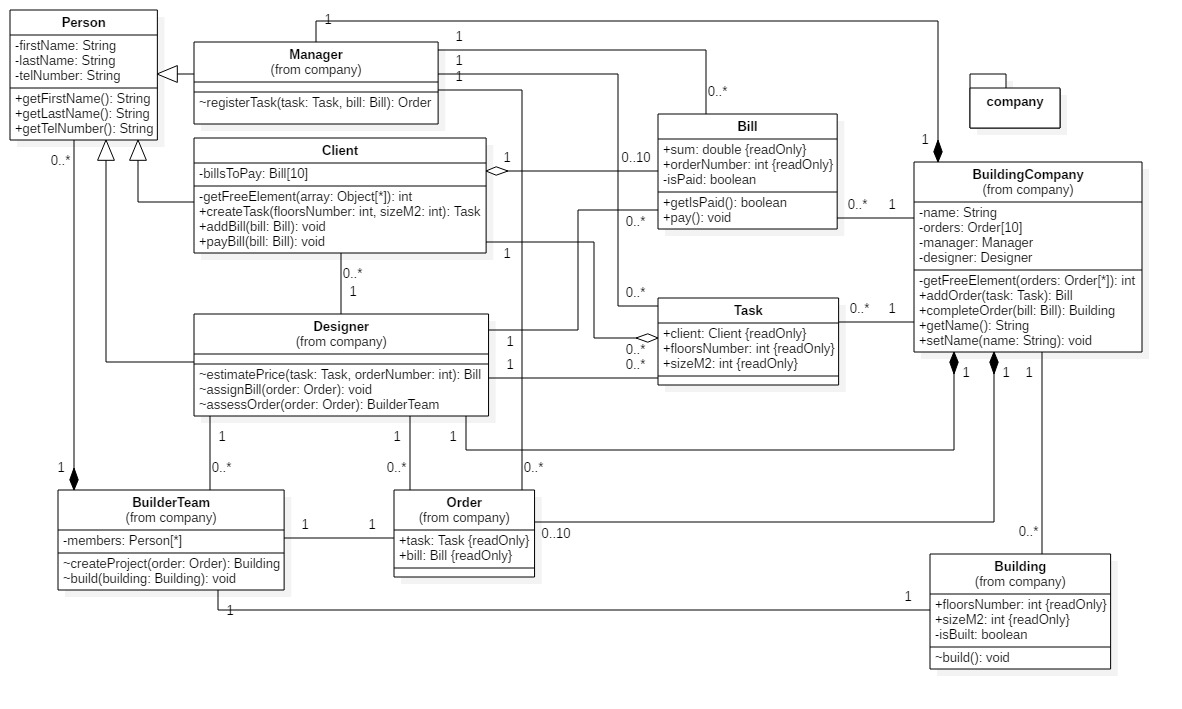 Person
-firstName: String
-lastName: String
-telNumber: String
+getFirstName(): String
+getLastName(): String
+getTelNumber(): String
0..*
1
Manager
(from company)
~registerTask(task: Task, bill: Bill): Order
1
1
1
1
0..*
Client
-billsToPay: Bill[10]
-getFreeElement(array: Object[*]): int
+createTask(floorsNumber: int, sizeM2: int): Task
+addBill(bill: Bill): void
+payBill(bill: Bill): void
1
0..10
1
0..*
1
Bill
+sum: double {readOnly}
+orderNumber: int {readOnly}
-isPaid: boolean
+getIsPaid(): boolean
+pay(): void
0..*
0..*
1
company
1
BuildingCompany
(from company)
-name: String
-orders: Order[10]
-manager: Manager
-designer: Designer
-getFreeElement(orders: Order[*]): int
+addOrder(task: Task): Bill
+completeOrder(bill: Bill): Building
+getName(): String
+setName(name: String): void
Designer
(from company)
~estimatePrice(task: Task, orderNumber: int): Bill
~assignBill(order: Order): void
~assessOrder(order: Order): BuilderTeam
1
1
0..*
0..*
0..*
Task
+client: Client {readOnly}
+floorsNumber: int {readOnly}
+sizeM2: int {readOnly}
0..*
1
1
1
1
1
1
1
0..*
0..*
0..*
BuilderTeam
(from company)
-members: Person[*]
~createProject(order: Order): Building
~build(building: Building): void
1
1
Order
(from company)
+task: Task {readOnly}
+bill: Bill {readOnly}
0..10
0..*
Building
(from company)
+floorsNumber: int {readOnly}
+sizeM2: int {readOnly}
-isBuilt: boolean
~build(): void
1
1